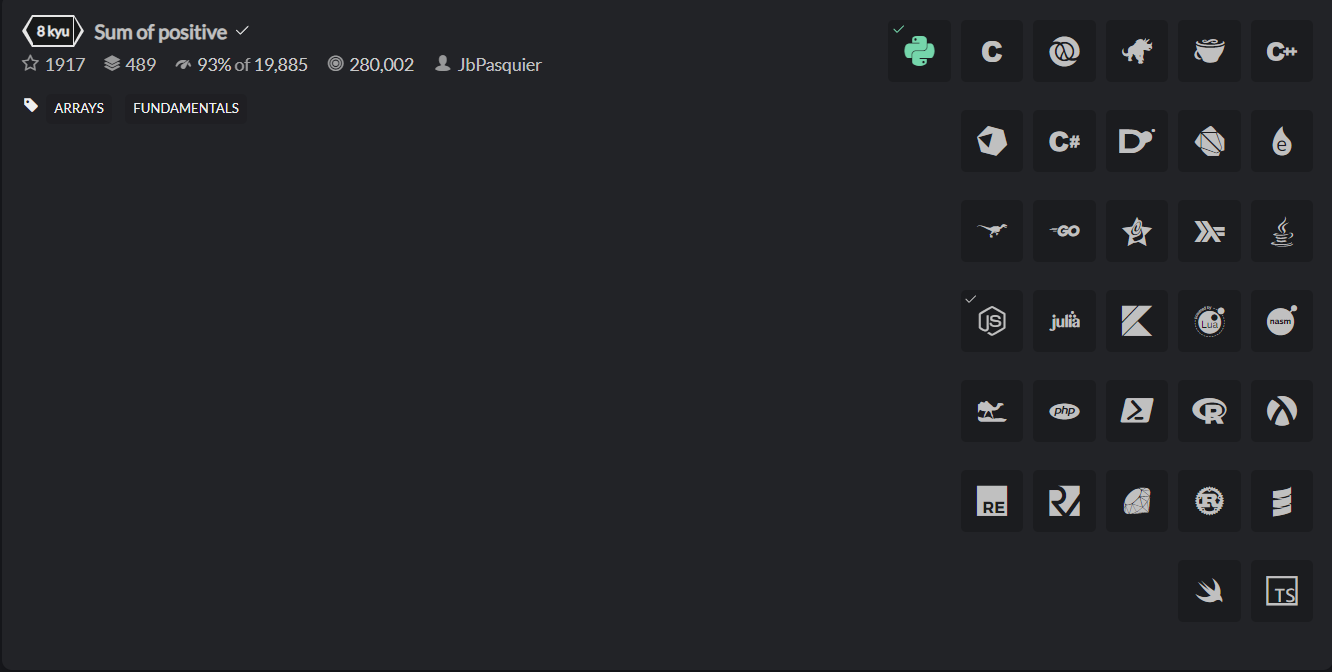 8 kyu Sum of positive
1917 489 93% of 19,885 280,002 JbPasquier
ARRAYS FUNDAMENTALS
C C++
C# D e
GO
JS julia Lua nasm
php R
RE R
TS